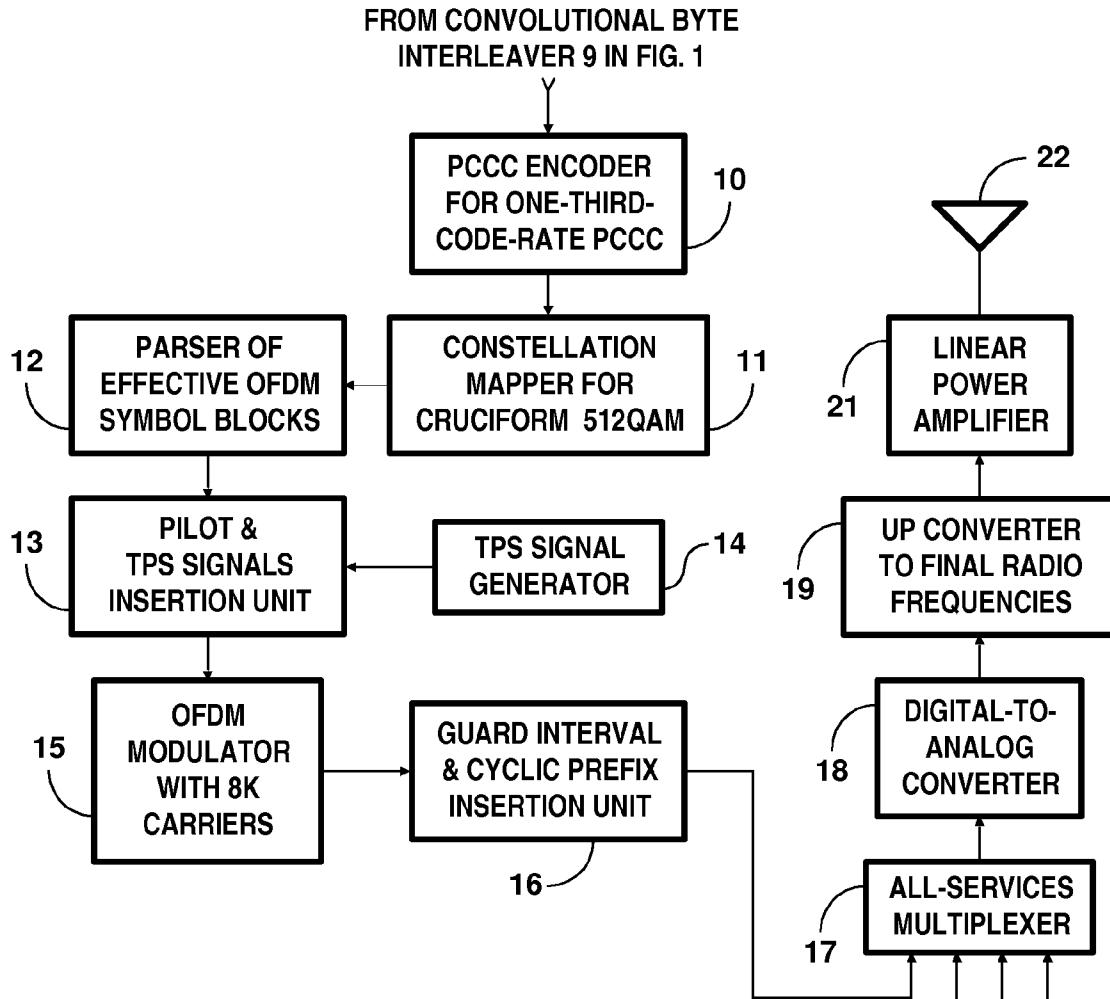 FROM CONVOLUTIONAL BYTE
INTERLEAVER 9 IN FIG. 1
PCCC ENCODER
FOR ONE-THIRD-
CODE-RATE PCCC
10
CONSTELLATION
MAPPER FOR
CRUCIFORM 512QAM
11
12
PARSER OF
EFFECTIVE OFDM
SYMBOL BLOCKS
13
PILOT &
TPS SIGNALS
INSERTION UNIT
TPS SIGNAL
GENERATOR
14
15
OFDM
MODULATOR
WITH 8K
CARRIERS
GUARD INTERVAL
& CYCLIC PREFIX
INSERTION UNIT
16
22
21
LINEAR
POWER
AMPLIFIER
19
UP CONVERTER
TO FINAL RADIO
FREQUENCIES
18
DIGITAL-TO-
ANALOG
CONVERTER
17
ALL-SERVICES
MULTIPLEXER